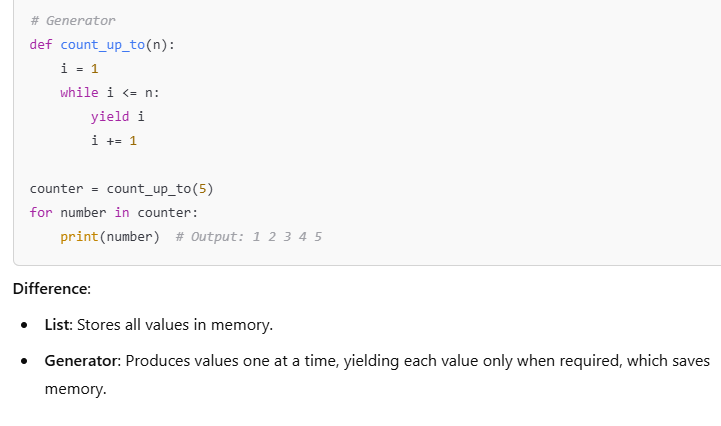 # Generator
def count_up_to(n):
    i = 1
    while i <= n:
        yield i
        i += 1

counter = count_up_to(5)
for number in counter:
    print(number)  # Output: 1 2 3 4 5
Difference:
• List: Stores all values in memory.
• Generator: Produces values one at a time, yielding each value only when required, which saves
memory.